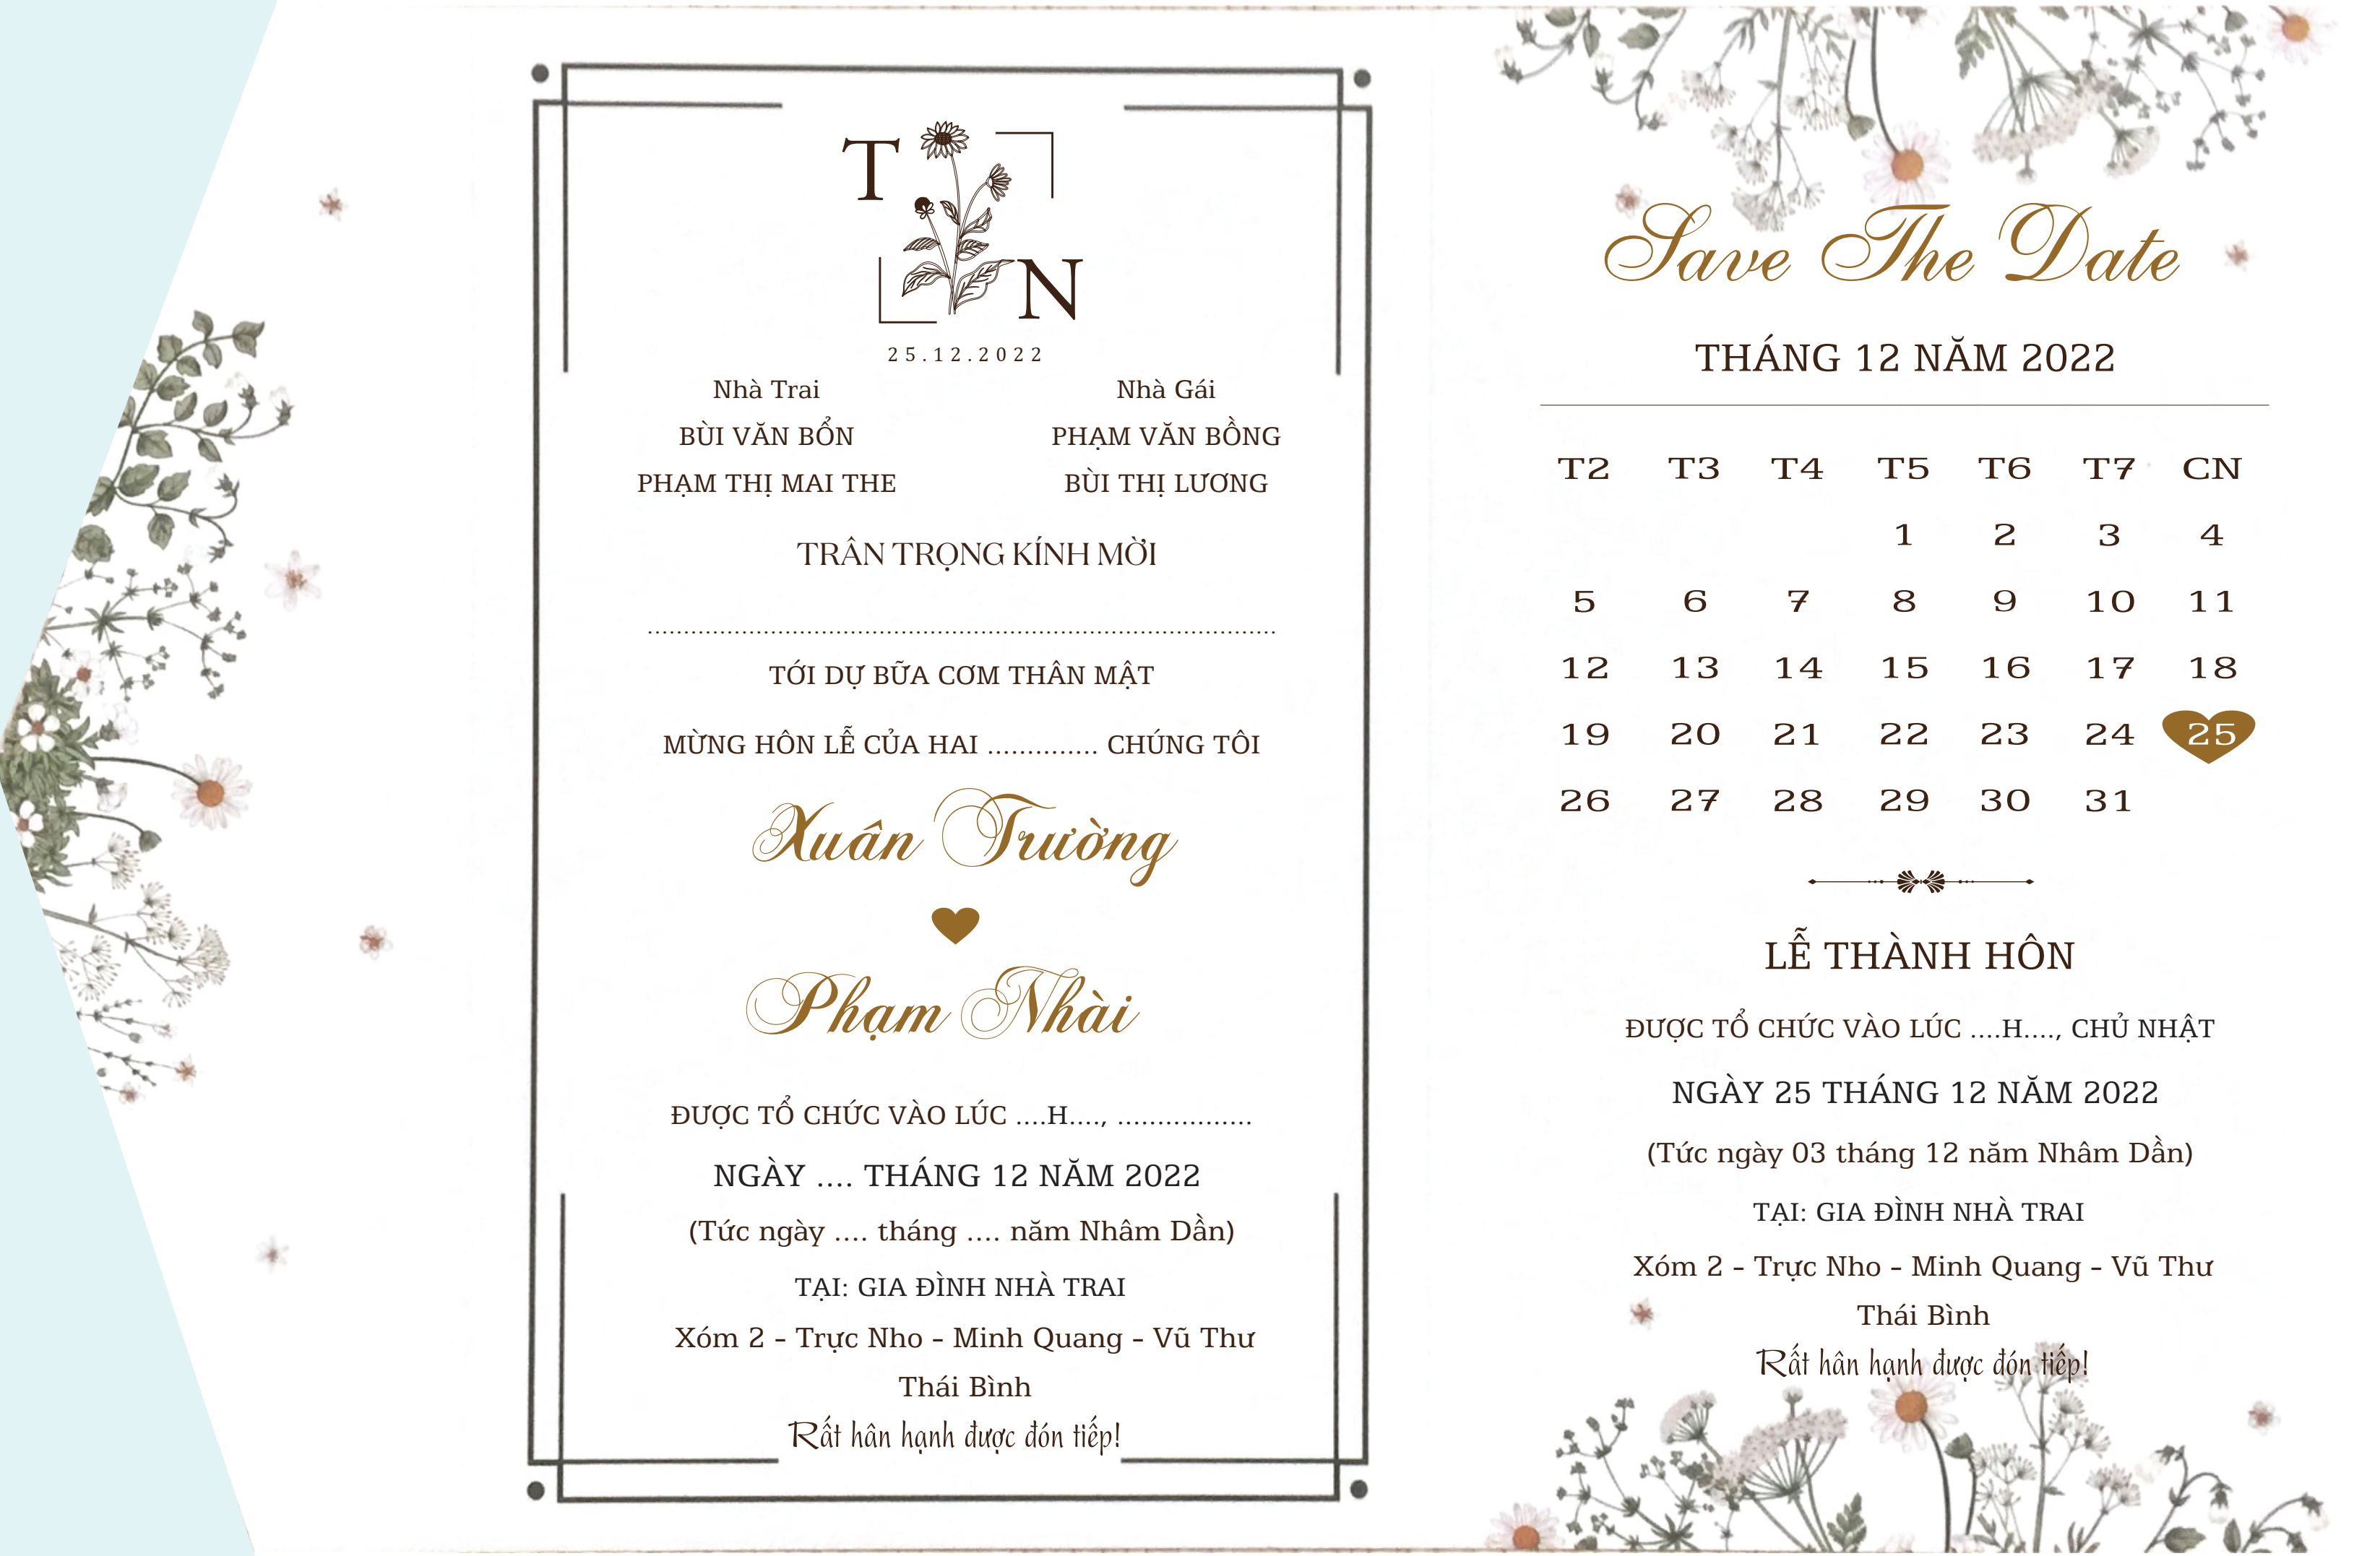 T
N
25.12.2022
Nhà Trai
BÙI VĂN BỔN
PHẠM THỊ MAI THE
Nhà Gái
PHẠM VĂN BỒNG
BÙI THỊ LƯƠNG
TRÂN TRỌNG KÍNH MỜI
.......................................................................................
TỚI DỰ BỮA CƠM THÂN MẬT
MỪNG HÔN LỄ CỦA HAI .............. CHÚNG TÔI
Xuân Trường
Phạm Nhài
ĐƯỢC TỔ CHỨC VÀO LÚC ....H...., .................
NGÀY .... THÁNG 12 NĂM 2022
(Tức ngày .... tháng .... năm Nhâm Dần)
TẠI: GIA ĐÌNH NHÀ TRAI
Xóm 2 – Trực Nho – Minh Quang – Vũ Thư
Thái Bình
Rất hân hạnh được đón tiếp!
Save The Date
THÁNG 12 NĂM 2022
T2 T3 T4 T5 T6 T7 CN
1 2 3 4
5 6 7 8 9 10 11
12 13 14 15 16 17 18
19 20 21 22 23 24 25
26 27 28 29 30 31
LỄ THÀNH HÔN
ĐƯỢC TỔ CHỨC VÀO LÚC ....H...., CHỦ NHẬT
NGÀY 25 THÁNG 12 NĂM 2022
(Tức ngày 03 tháng 12 năm Nhâm Dần)
TẠI: GIA ĐÌNH NHÀ TRAI
Xóm 2 – Trực Nho – Minh Quang – Vũ Thư
Thái Bình
Rất hân hạnh được đón tiếp!